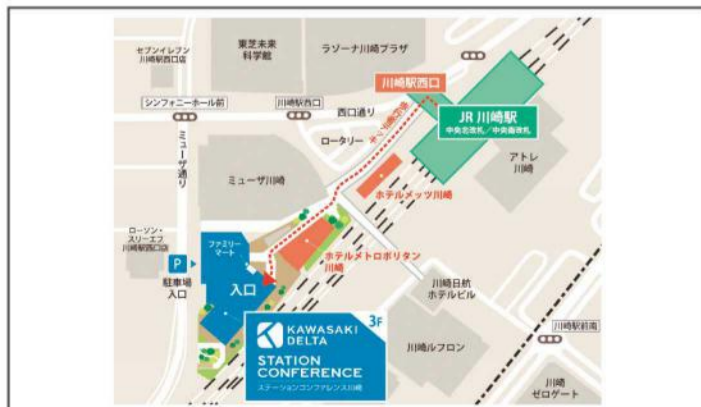 セブンイレブン
川崎駅西口店
東芝未来
科学館
ラゾーナ川崎プラザ
川崎駅西口
JR 川崎駅
中央北改札／中央南改札
シンフォニーホール前
川崎駅西口
西口通り
歩行者デッキ
ロータリー
アトレ
川崎
ミューザ通り
ミューザ川崎
ホテルメッツ川崎
ローソン・
スリーエフ
川崎駅西口店
ファミリー
マート
P
駐車場
入口
入口
ホテルメトロポリタン
川崎
川崎日航
ホテルビル
KAWASAKI
DELTA
3F
STATION
CONFERENCE
ステーションコンファレンス川崎
川崎ルフロン
川崎駅前南
川崎
ゼロゲート